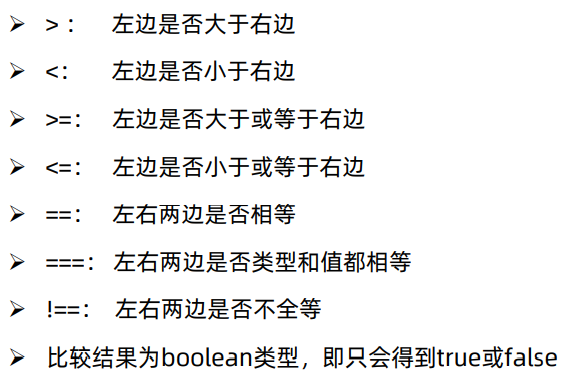 ➢ > ： 左边是否大于右边
➢ <： 左边是否小于右边
➢ >=： 左边是否大于或等于右边
➢ <=： 左边是否小于或等于右边
➢ ==： 左右两边是否相等
➢ ===： 左右两边是否类型和值都相等
➢ !==： 左右两边是否不全等
➢ 比较结果为boolean类型，即只会得到true或false